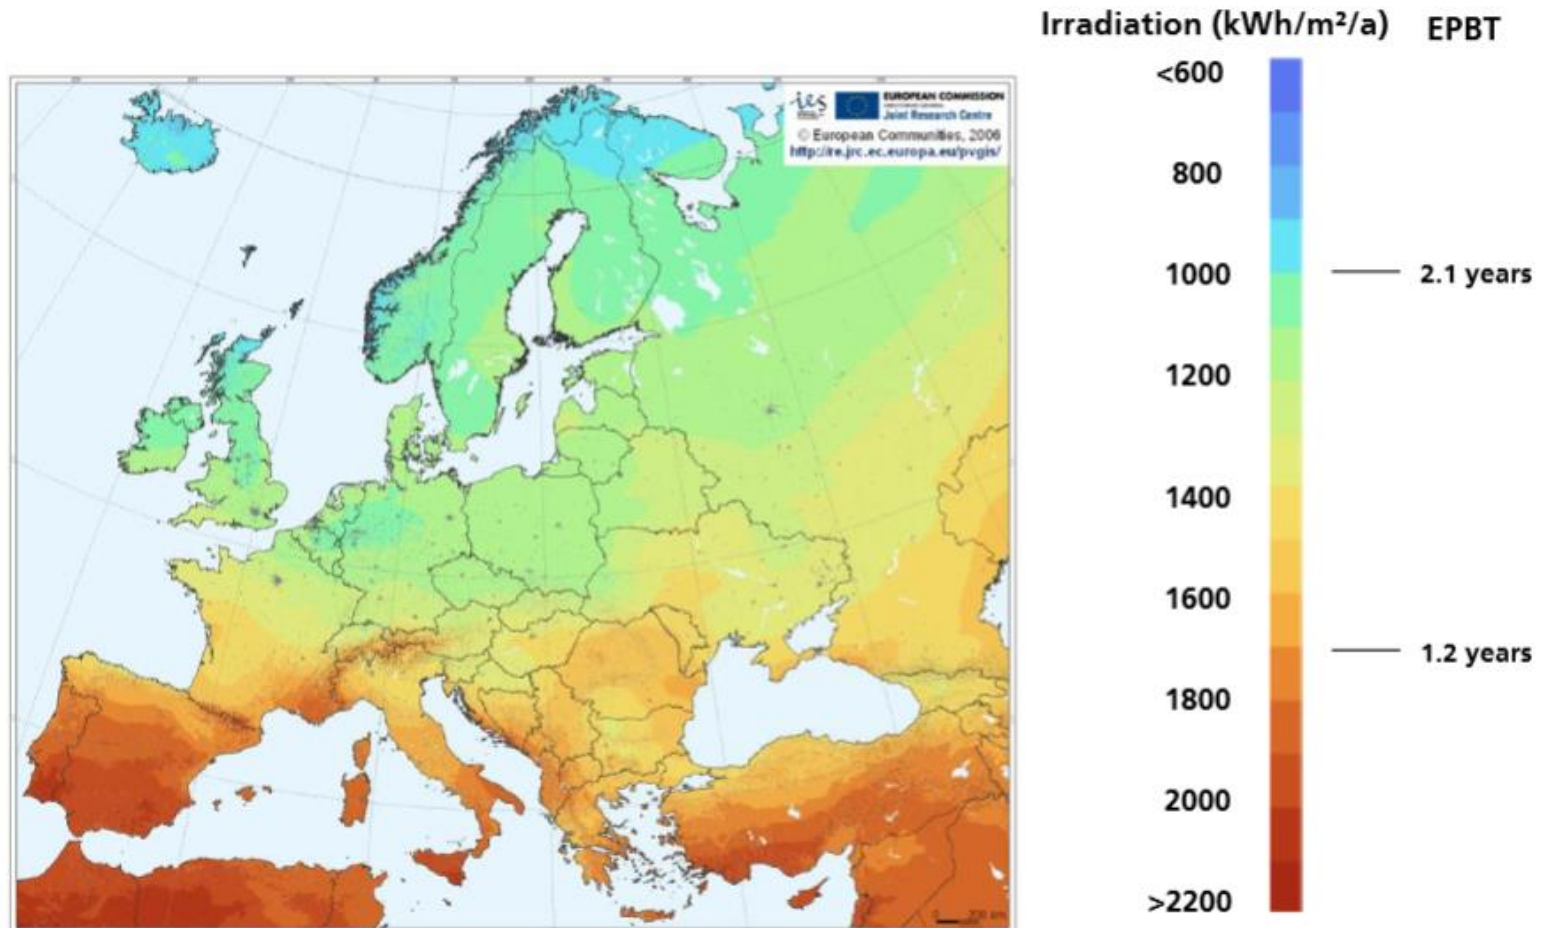 Irradiation (kWh/m²/a) EPBT
<600
800
1000 2.1 years
1200
1400
1600
1.2 years
1800
2000
>2200
ies EUROPEAN COMMISSION
Joint Research Centre
© European Communities, 2006
http://re.jrc.ec.europa.eu/pvgis/